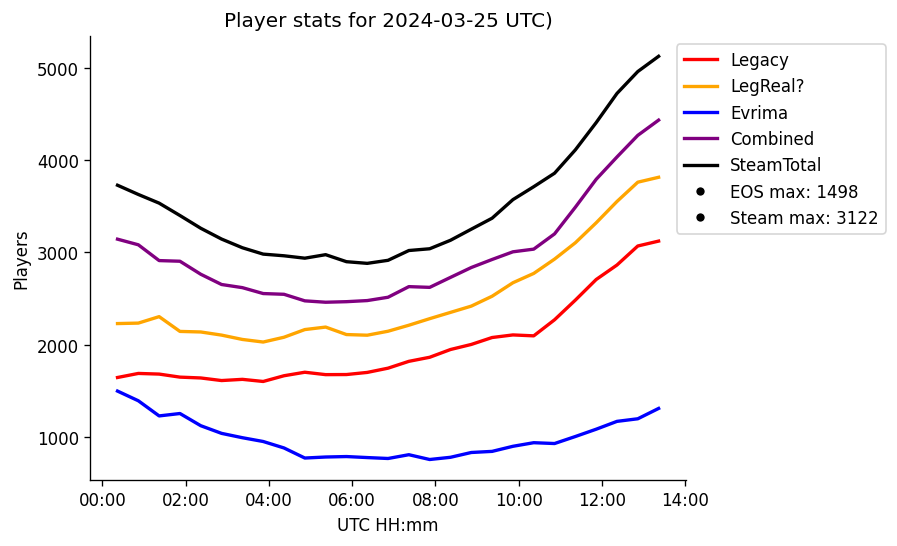 Player stats for 2024-03-25 UTC)
Legacy
LegReal?
Evrima
Combined
SteamTotal
EOS max: 1498
Steam max: 3122
Players
5000
4000
3000
2000
1000
00:00 02:00 04:00 06:00 08:00 10:00 12:00 14:00
UTC HH:mm